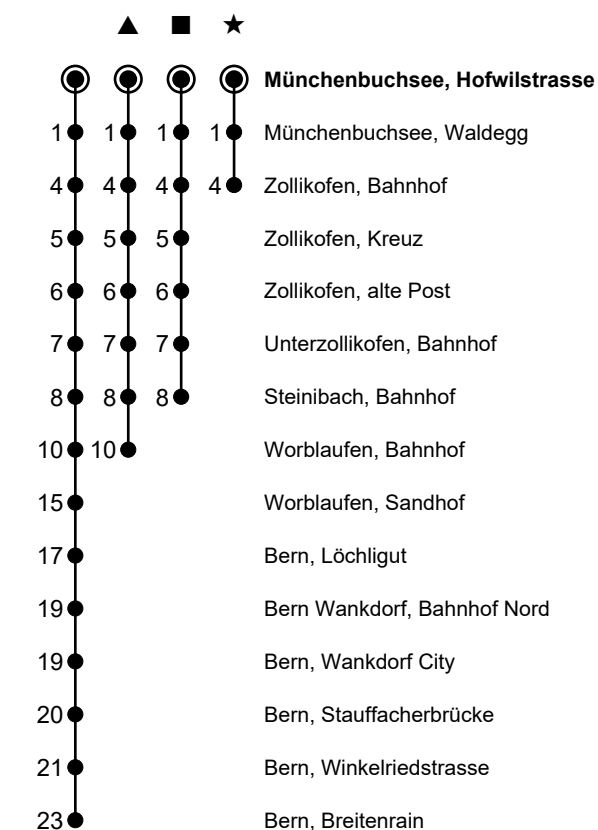 ▲ ■ ★
Münchenbuchsee, Hofwilstrasse
1 1 1 1 Münchenbuchsee, Waldegg
4 4 4 4 Zollikofen, Bahnhof
5 5 5 Zollikofen, Kreuz
6 6 6 Zollikofen, alte Post
7 7 7 Unterzollikofen, Bahnhof
8 8 8 Steinibach, Bahnhof
10 10 Worblaufen, Bahnhof
15 Worblaufen, Sandhof
17 Bern, Löchligut
19 Bern Wankdorf, Bahnhof Nord
19 Bern, Wankdorf City
20 Bern, Stauffacherbrücke
21 Bern, Winkelriedstrasse
23 Bern, Breitenrain